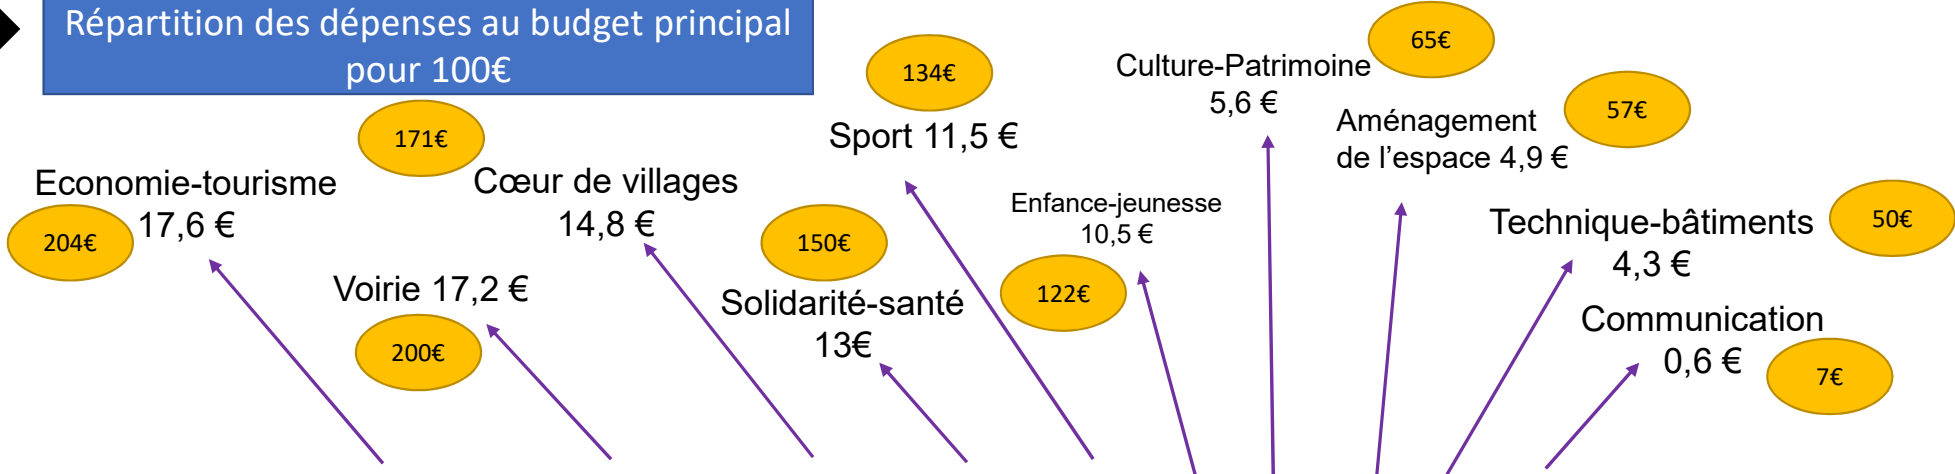 Répartition des dépenses au budget principal
pour 100€
204€
Economie-tourisme
17,6 €
171€
Voirie 17,2 €
200€
Cœur de villages
14,8 €
150€
Solidarité-santé
13€
134€
Sport 11,5 €
Enfance-jeunesse
10,5 €
122€
65€
Culture-Patrimoine
5,6 €
57€
Aménagement
de l’espace 4,9 €
50€
Technique-bâtiments
4,3 €
Communication
0,6 €
7€